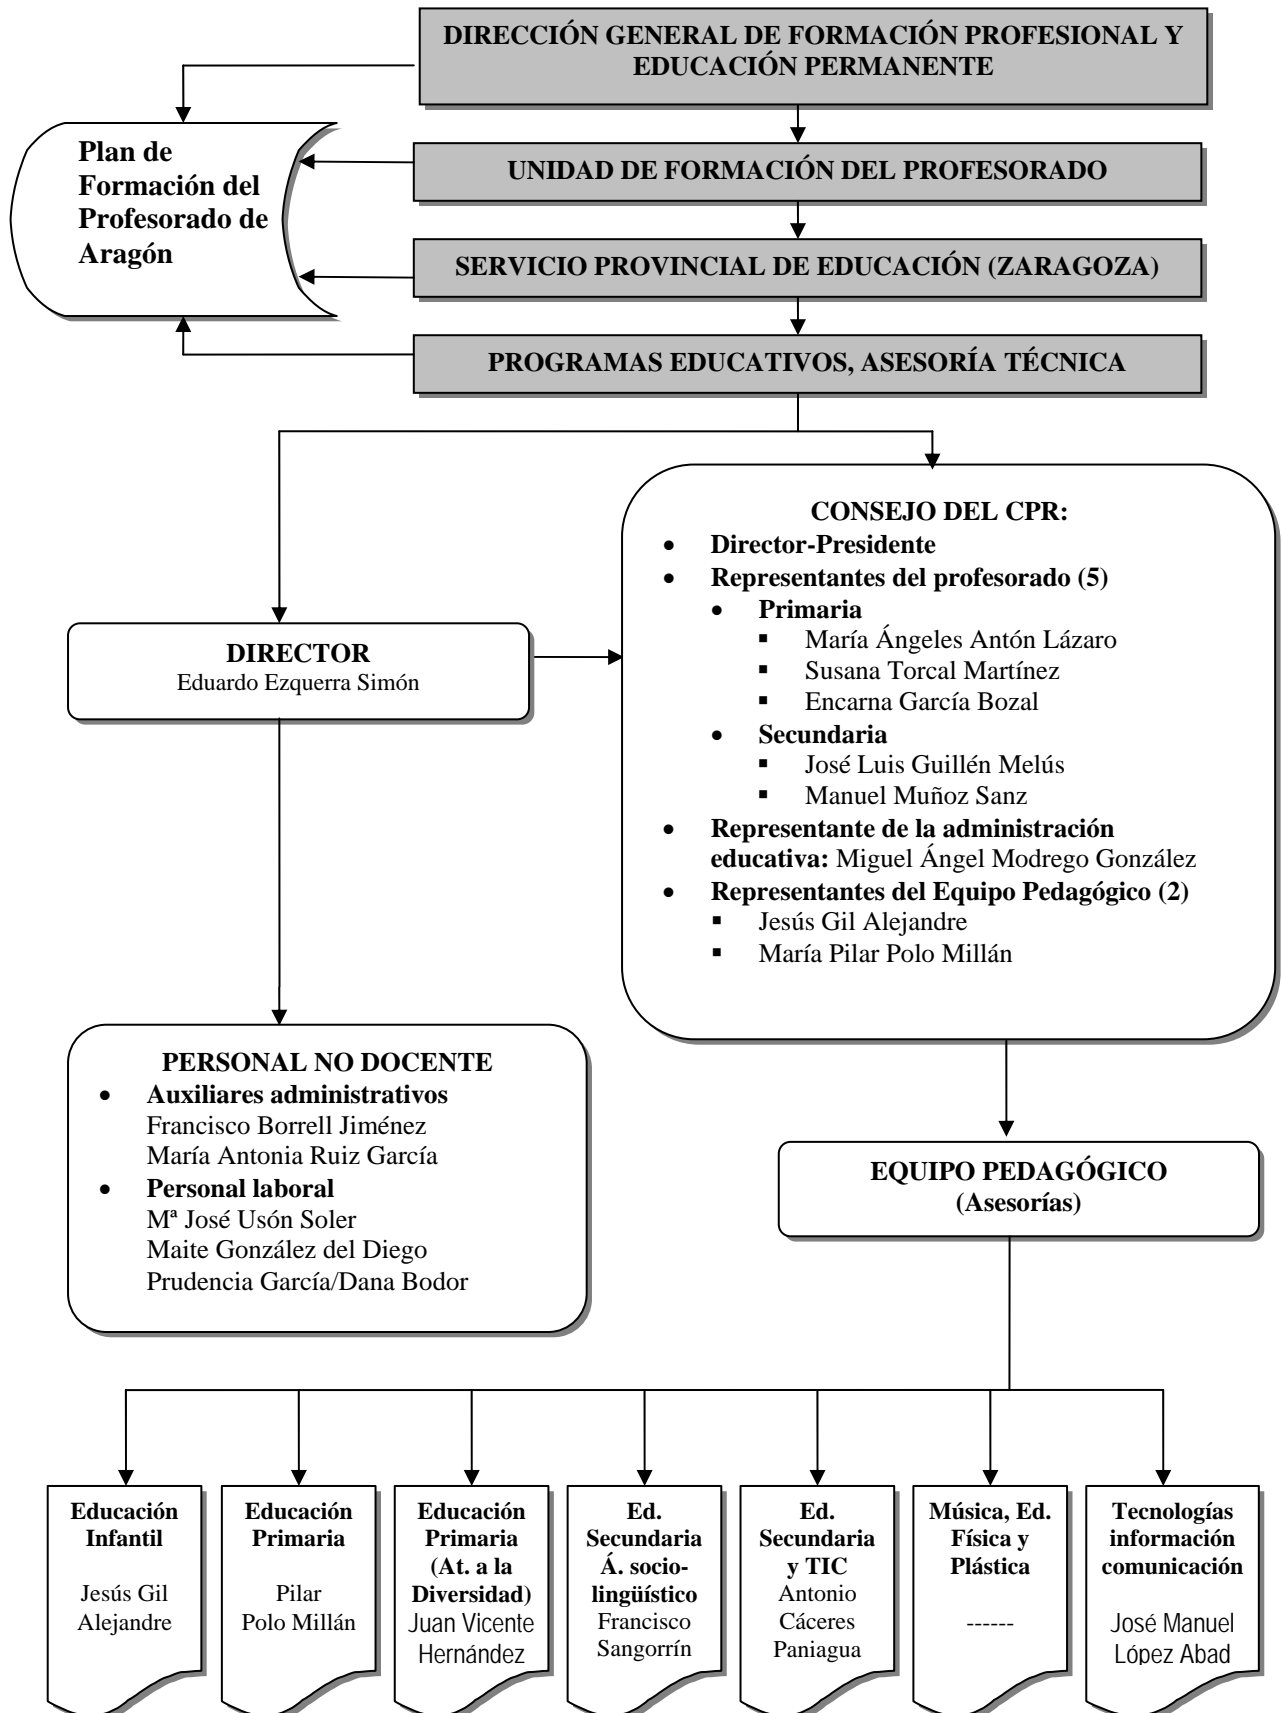 DIRECCIÓN GENERAL DE FORMACIÓN PROFESIONAL Y
EDUCACIÓN PERMANENTE
Plan de
Formación del
Profesorado de
Aragón
UNIDAD DE FORMACIÓN DEL PROFESORADO
SERVICIO PROVINCIAL DE EDUCACIÓN (ZARAGOZA)
PROGRAMAS EDUCATIVOS, ASESORÍA TÉCNICA
DIRECTOR
Eduardo Ezquerra Simón
CONSEJO DEL CPR:
• Director-Presidente
• Representantes del profesorado (5)
• Primaria
▪ María Ángeles Antón Lázaro
▪ Susana Torcal Martínez
▪ Encarna García Bozal
• Secundaria
▪ José Luis Guillén Melús
▪ Manuel Muñoz Sanz
• Representante de la administración
educativa: Miguel Ángel Modrego González
• Representantes del Equipo Pedagógico (2)
▪ Jesús Gil Alejandre
▪ María Pilar Polo Millán
PERSONAL NO DOCENTE
• Auxiliares administrativos
Francisco Borrell Jiménez
María Antonia Ruiz García
• Personal laboral
Mª José Usón Soler
Maite González del Diego
Prudencia García/Dana Bodor
EQUIPO PEDAGÓGICO
(Asesorías)
Educación
Infantil
Jesús Gil
Alejandre
Educación
Primaria
Pilar
Polo Millán
Educación
Primaria
(At. a la
Diversidad)
Juan Vicente
Hernández
Ed.
Secundaria
Á. socio-
lingüístico
Francisco
Sangorrín
Ed.
Secundaria
y TIC
Antonio
Cáceres
Paniagua
Música, Ed.
Física y
Plástica
------
Tecnologías
información
comunicación
José Manuel
López Abad